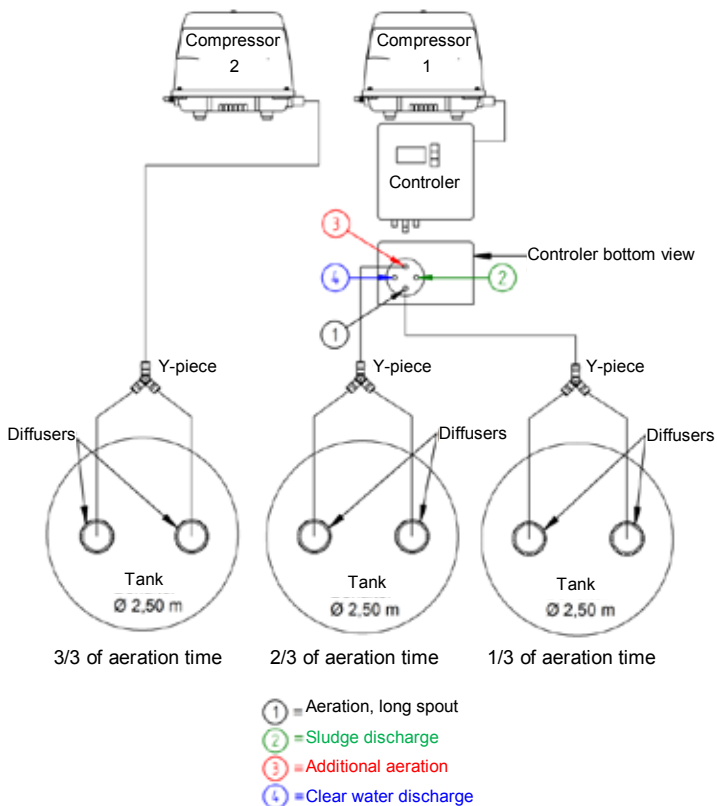 Compressor
2
Compressor
1
Controler
3
Controler bottom view
4
2
1
Y-piece
Y-piece
Y-piece
Diffusers
Diffusers
Diffusers
Tank
Ø 2,50 m
Tank
Ø 2,50 m
Tank
Ø 2,50 m
3/3 of aeration time
2/3 of aeration time
1/3 of aeration time
1 = Aeration, long spout
2 = Sludge discharge
3 = Additional aeration
4 = Clear water discharge